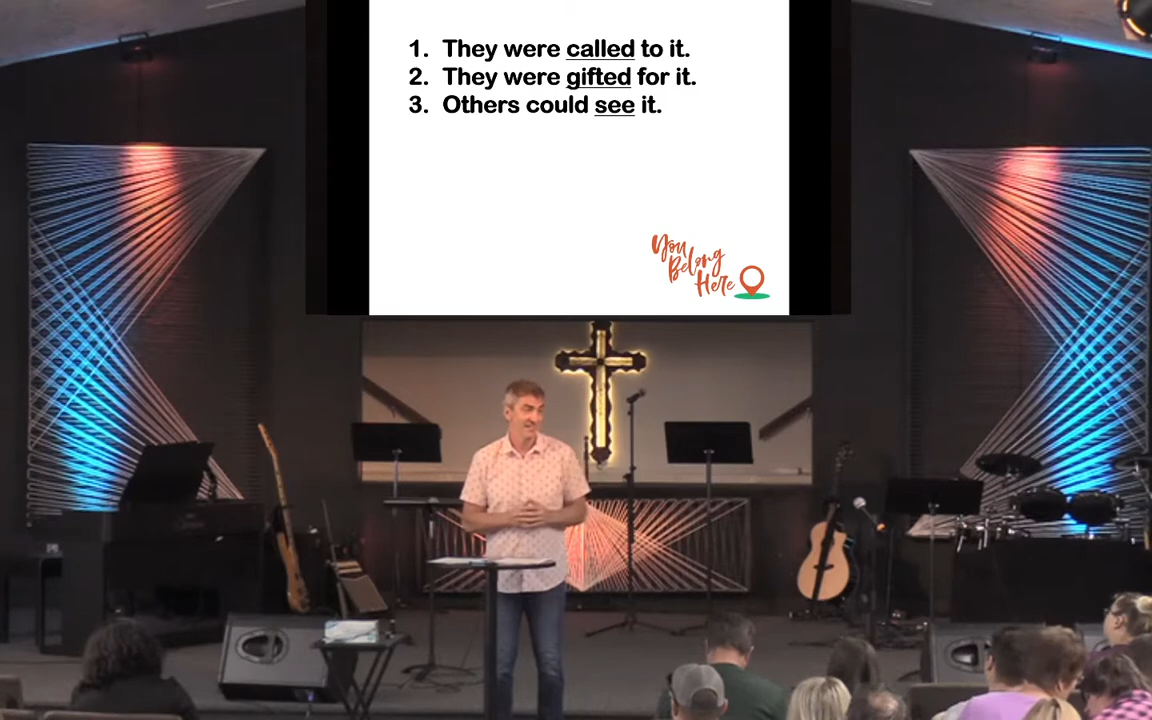 1. They were called to it.
2. They were gifted for it.
3. Others could see it.
You
Belong
Here